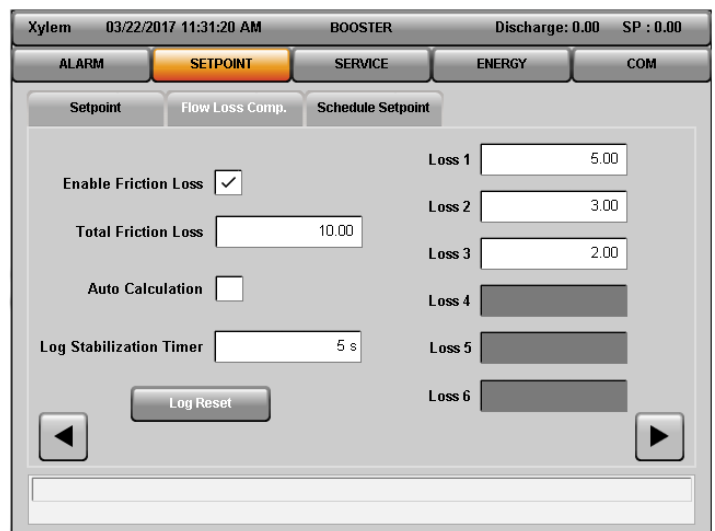 Xylem 03/22/2017 11:31:20 AM BOOSTER Discharge: 0.00 SP : 0.00
ALARM SETPOINT SERVICE ENERGY COM
Setpoint Flow Loss Comp. Schedule Setpoint
Enable Friction Loss
Total Friction Loss 10.00
Auto Calculation
Log Stabilization Timer 5 s
Log Reset
Loss 1 5.00
Loss 2 3.00
Loss 3 2.00
Loss 4
Loss 5
Loss 6